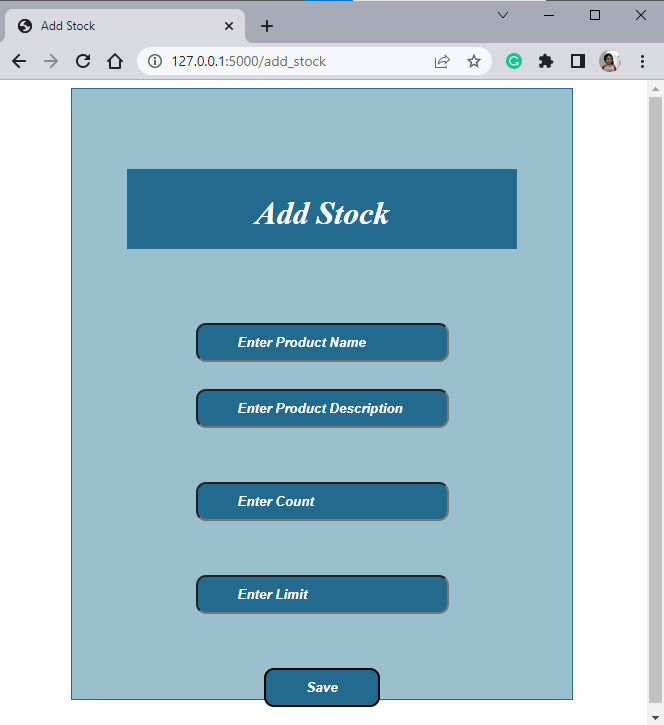 Add Stock
127.0.0.1:5000/add_stock
Add Stock
Enter Product Name
Enter Product Description
Enter Count
Enter Limit
Save